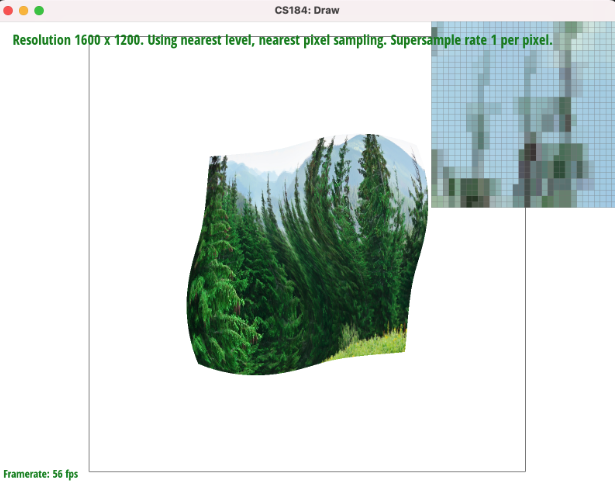 CS184: Draw
Resolution 1600 x 1200. Using nearest level, nearest pixel sampling. Supersample rate 1 per pixel.
Framerate: 56 fps